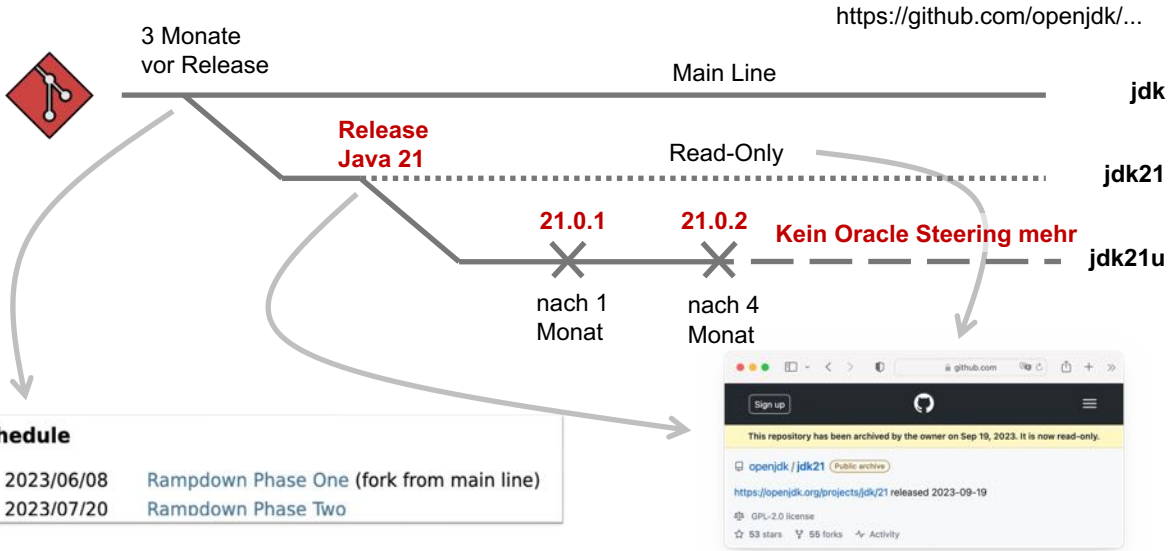 https://github.com/openjdk/...
3 Monate
vor Release
Main Line
jdk
Release
Java 21
Read-Only
jdk21
21.0.1
21.0.2
Kein Oracle Steering mehr
jdk21u
nach 1
Monat
nach 4
Monat
hedule
2023/06/08 Rampdown Phase One (fork from main line)
2023/07/20 Rampdown Phase Two
github.com
Sign up
This repository has been archived by the owner on Sep 19, 2023. It is now read-only.
openjdk / jdk21 Public archive
https://openjdk.org/projects/jdk/21 released 2023-09-19
GPL-2.0 license
53 stars 55 forks Activity